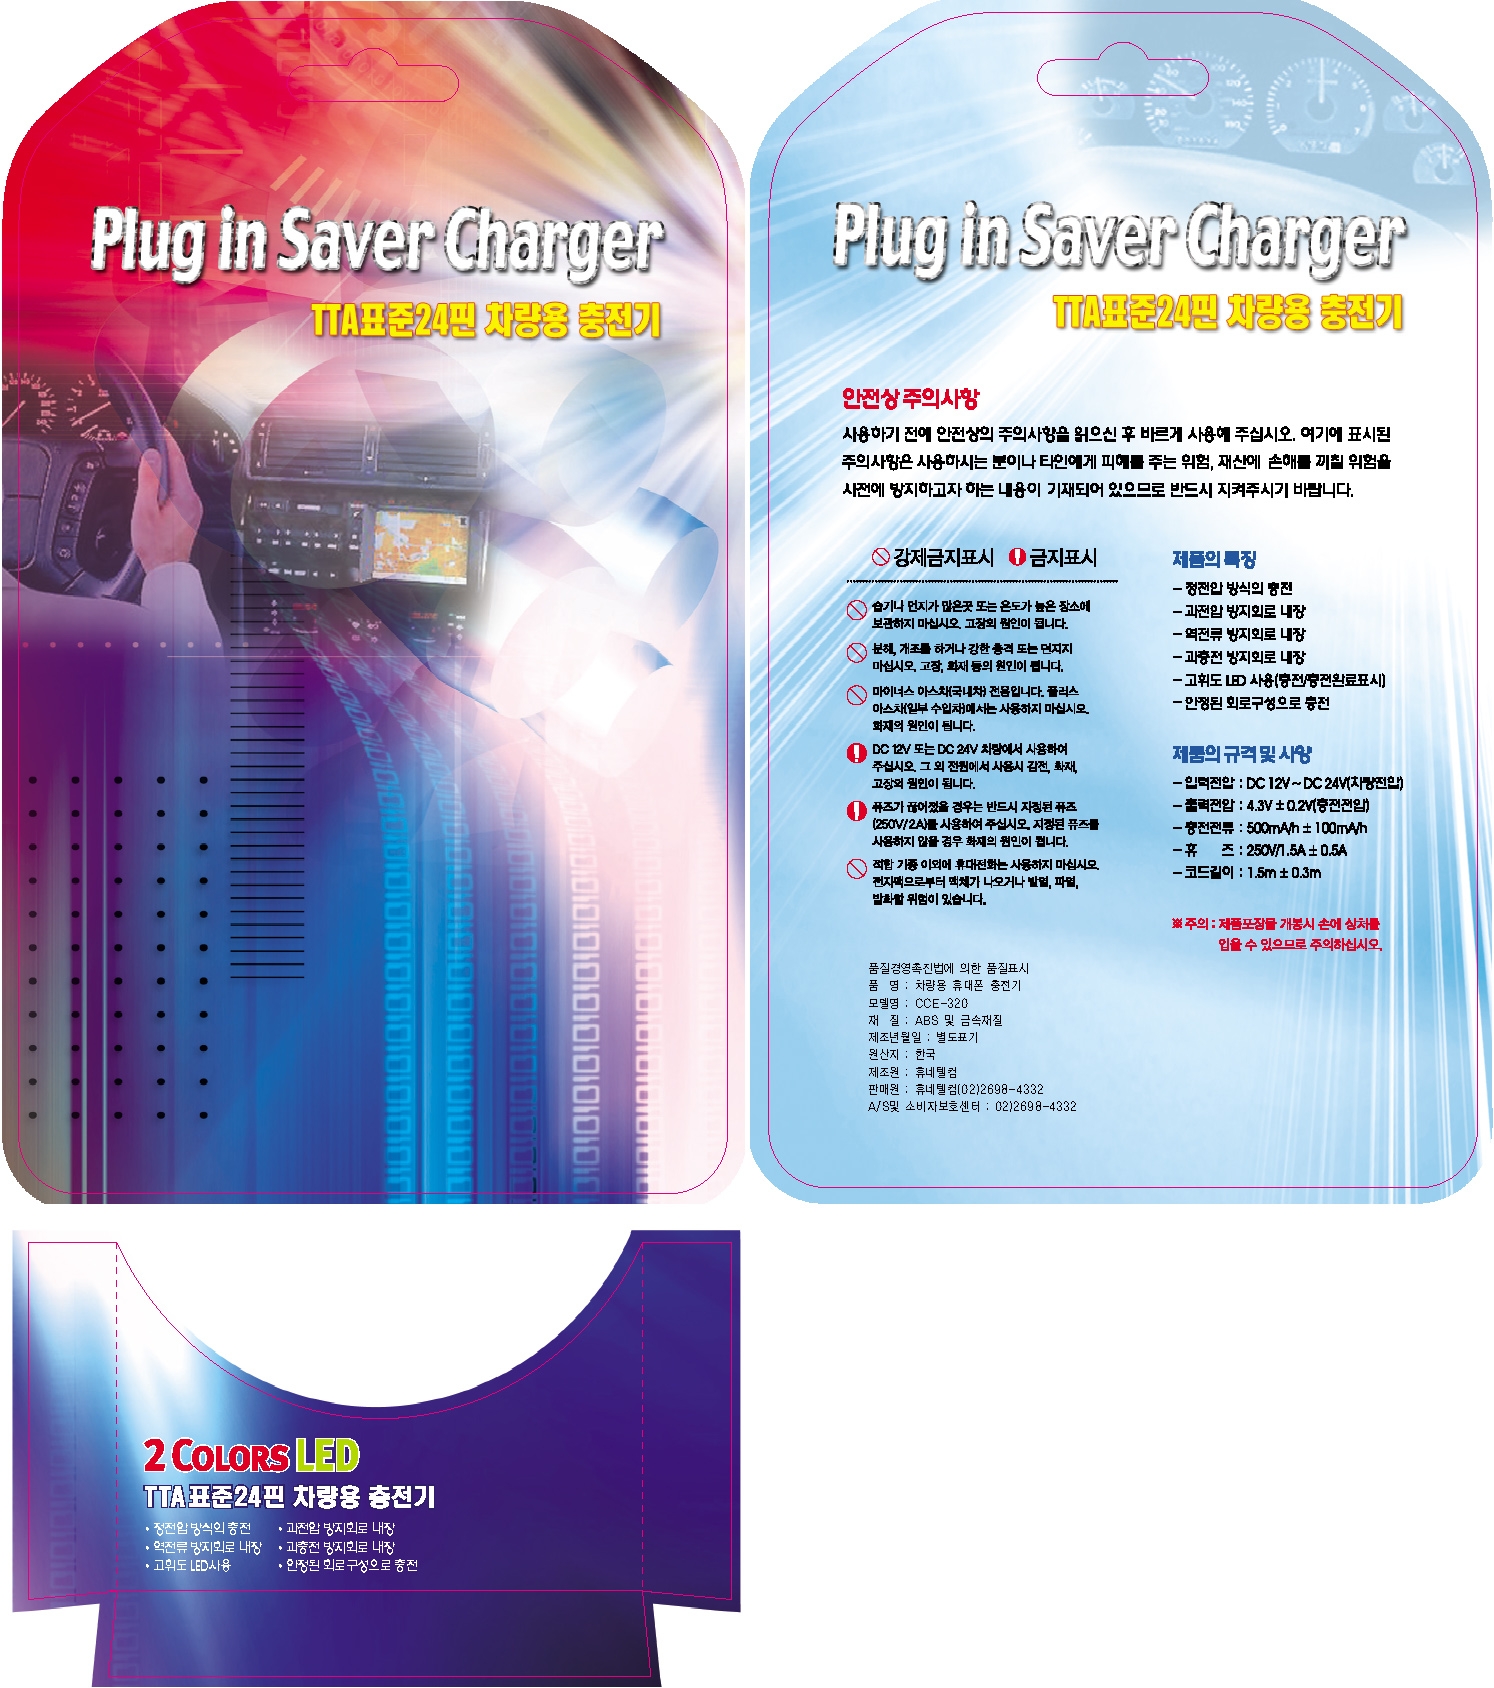 Plug in Saver Charger
TTA표준24핀 차량용 충전기
Plug in Saver Charger
TTA표준24핀 차량용 충전기
안전상 주의사항
사용하기 전에 안전상의 주의사항을 읽으신 후 바르게 사용해 주십시오. 여기에 표시된
주의사항은 사용하시는 분이나 타인에게 피해를 주는 위험, 재산에 손해를 끼칠 위험을
사전에 방지하고자 하는 내용이 기재되어 있으므로 반드시 지켜주시기 바랍니다.
강제금지표시 금지표시
습기나 먼지가 많은곳 또는 온도가 높은 장소에
보관하지 마십시오. 고장의 원인이 됩니다.
분해, 개조를 하거나 강한 충격 또는 던지지
마십시오. 고장, 화재 등의 원인이 됩니다.
마이너스 어스차(국내차) 전용입니다. 플러스
어스차(일부 수입차)에서는 사용하지 마십시오.
화재의 원인이 됩니다.
DC 12V 또는 DC 24V 차량에서 사용하여
주십시오. 그 외 전원에서 사용시 감전, 화재,
고장의 원인이 됩니다.
퓨즈가 끊어졌을 경우는 반드시 지정된 퓨즈
(250V/2A)를 사용하여 주십시오. 지정된 퓨즈를
사용하지 않을 경우 화재의 원인이 됩니다.
적합 기종 이외에 휴대전화는 사용하지 마십시오.
전지팩으로부터 액체가 나오거나 발열, 파열,
발화할 위험이 있습니다.
제품의 특징
- 정전압 방식의 충전
- 과전압 방지회로 내장
- 역전류 방지회로 내장
- 과충전 방지회로 내장
- 고휘도 LED 사용(충전/충전완료표시)
- 안정된 회로구성으로 충전
제품의 규격 및 사양
- 입력전압 : DC 12V ~ DC 24V(차량전압)
- 출력전압 : 4.3V ± 0.2V(충전전압)
- 충전전류 : 500mA/h ± 100mA/h
- 휴 즈 : 250V/1.5A ± 0.5A
- 코드길이 : 1.5m ± 0.3m
※ 주의 : 제품포장물 개봉시 손에 상처를
입을 수 있으므로 주의하십시오.
품질경영촉진법에 의한 품질표시
품 명 : 차량용 휴대폰 충전기
모델명 : CCE-320
재 질 : ABS 및 금속재질
제조년월일 : 별도표기
원산지 : 한국
제조원 : 휴네텔컴
판매원 : 휴네텔컴(02)2698-4332
A/S및 소비자보호센터 : 02)2698-4332
2 COLORS LED
TTA표준24핀 차량용 충전기
• 정전압 방식의 충전 • 과전압 방지회로 내장
• 역전류 방지회로 내장 • 과충전 방지회로 내장
• 고휘도 LED사용 • 안정된 회로구성으로 충전